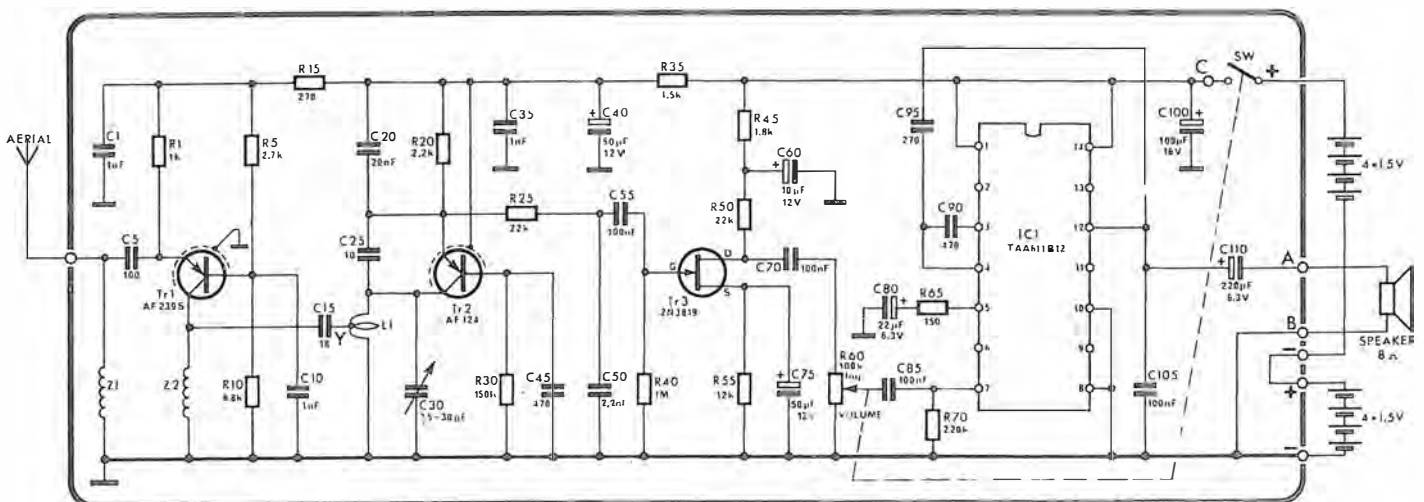 AERIAL
C1
1nF
R1
1k
R5
2.7k
R15
270
C5
100
Tr1
AF239S
Z1
Z2
R10
6.8k
C10
1nF
C15
18
Y
L1
C20
20nF
R20
2,2k
C25
10
Tr2
AF124
C30
R30
150k
C45
470
R25
22k
C35
1nF
+
C40
50µF
12V
C55
100nF
C50
2,2nF
R40
1M
R35
1.5k
R45
1.8k
+
C60
10µF
12V
R50
22k
G
D
S
Tr3
2N3819
C70
100nF
R55
12k
+
C75
50µF
12V
R60
100k
VOLUME
C80
+
22µF
6.3V
R65
150
C85
100nF
R70
220k
C95
270
C90
470
IC1
TAA611B12
1
2
3
4
5
6
7
14
13
12
11
10
9
8
C
SW
+
C100
+
100µF
16V
C105
100nF
C110
+
220µF
6.3V
A
B
−
+
−
4×1.5V
SPEAKER
8Ω
4×1.5V